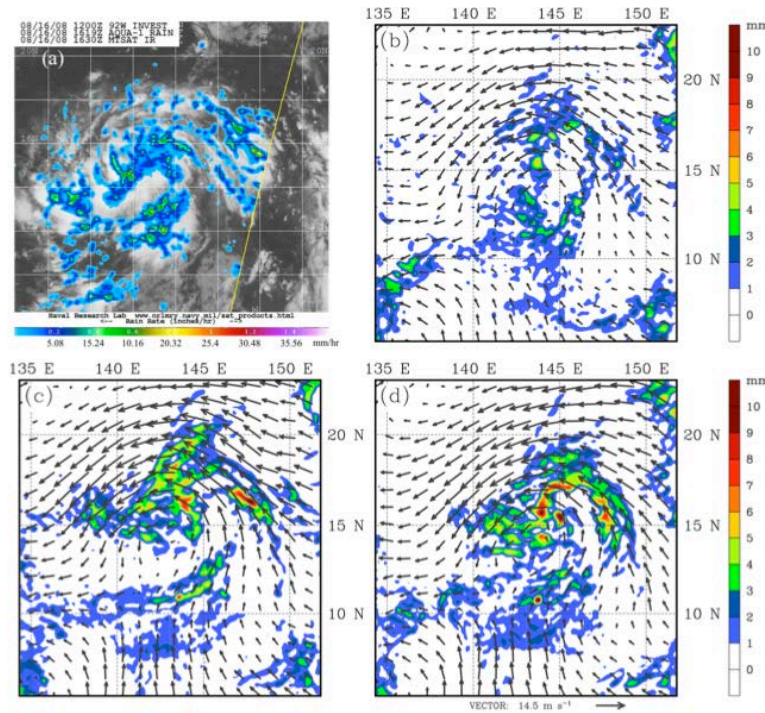 08/16/08 1200Z 92W INVEST
08/16/08 1619Z AQUA-1 RAIN
08/16/08 1630Z MTSAT IR
(a)
Naval Research Lab www.nrlmry.navy.mil/sat_products.html
<-- Rain Rate (inches/hr) -->
5.08 15.24 10.16 20.32 25.4 30.48 35.56 mm/hr
135 E 140 E 145 E 150 E
(b)
20 N
15 N
10 N
mm
10
9
8
7
6
5
4
3
2
1
0
135 E 140 E 145 E 150 E
(c)
20 N
15 N
10 N
135 E 140 E 145 E 150 E
(d)
20 N
15 N
10 N
mm
10
9
8
7
6
5
4
3
2
1
0
VECTOR: 14.5 m s⁻¹